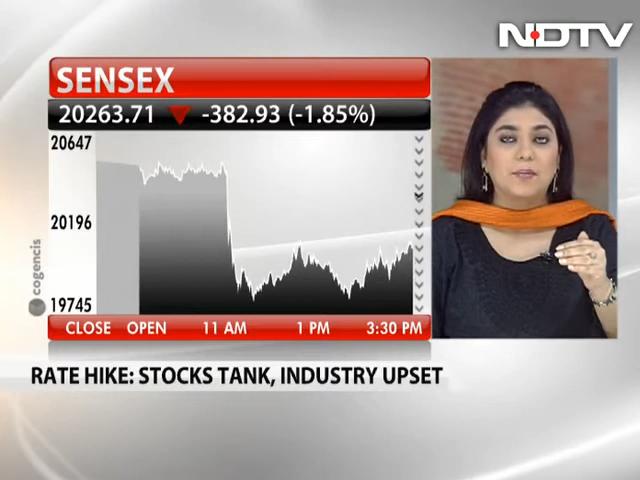 NDTV
SENSEX
20263.71 -382.93 (-1.85%)
20647
20196
19745
cogencis
CLOSE OPEN 11 AM 1 PM 3:30 PM
RATE HIKE: STOCKS TANK, INDUSTRY UPSET